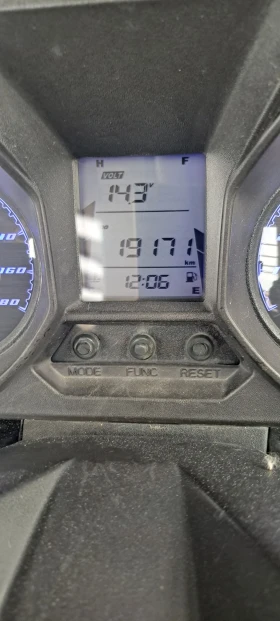 H F
VOLT
14.3 V
19171
km
12:06
E
MODE FUNC RESET